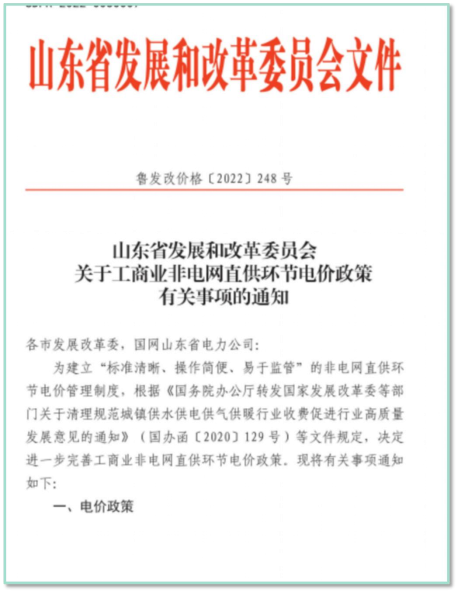 山东省发展和改革委员会文件
鲁发改价格〔2022〕248 号
山东省发展和改革委员会
关于工商业非电网直供环节电价政策
有关事项的通知
各市发展改革委，国网山东省电力公司：
为建立“标准清晰、操作简便、易于监管”的非电网直供环
节电价管理制度，根据《国务院办公厅转发国家发展改革委等部
门关于清理规范城镇供水供电供气供暖行业收费促进行业高质量
发展意见的通知》（国办函〔2020〕129 号）等文件规定，决定
进一步完善工商业非电网直供环节电价政策。现将有关事项通知
如下：
一、电价政策